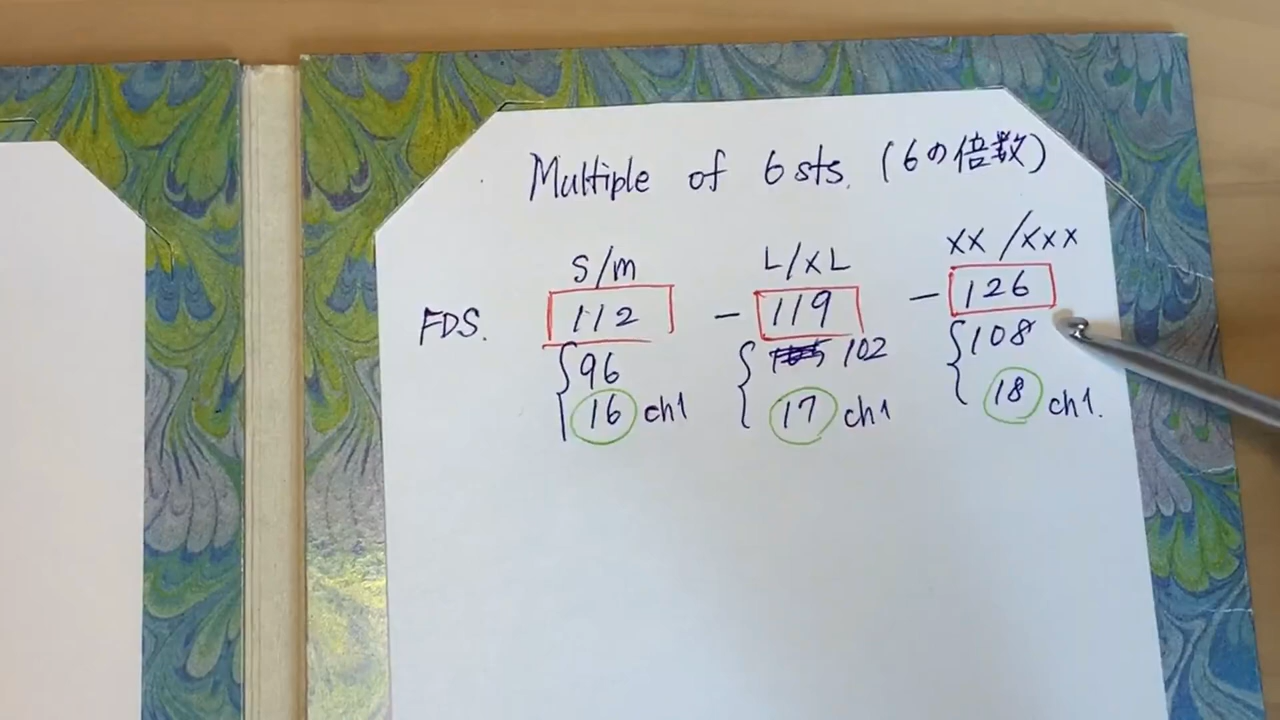 Multiple of 6 sts. (6の倍数)
S/m L/XL XX/XXX
FDS. 112 - 119 - 126
96 102 108
16 ch1 17 ch1 18 ch1.